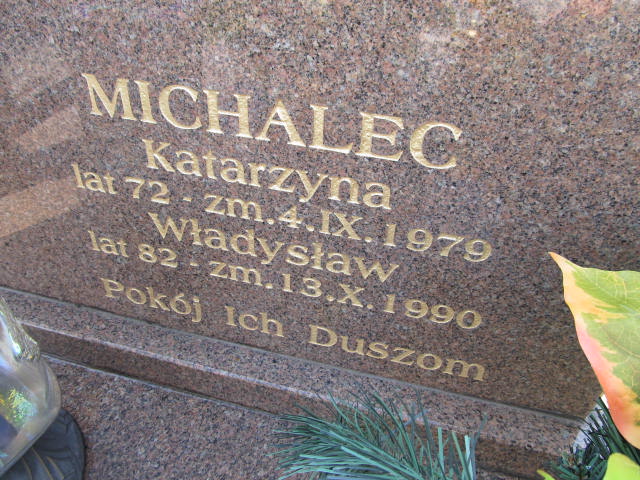 MICHALEC
Katarzyna
lat 72 - zm. 4. IX. 1979
Władysław
lat 82 - zm. 13. X. 1990
Pokój Ich Duszom